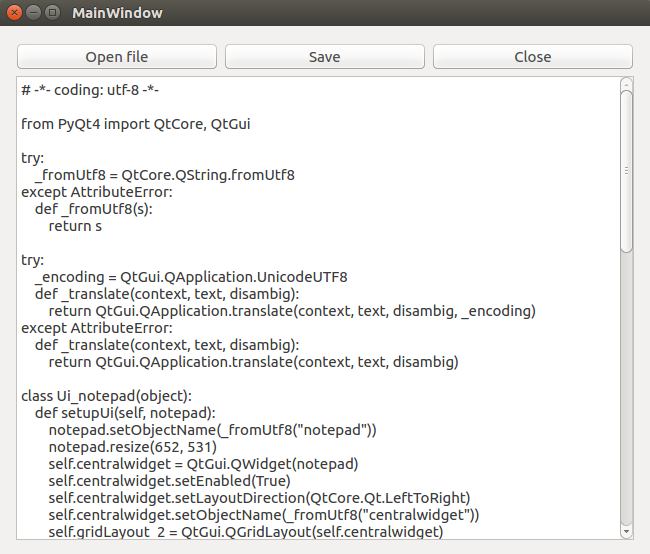 MainWindow
Open file Save Close
# -*- coding: utf-8 -*-
from PyQt4 import QtCore, QtGui
try:
    _fromUtf8 = QtCore.QString.fromUtf8
except AttributeError:
    def _fromUtf8(s):
        return s
try:
    _encoding = QtGui.QApplication.UnicodeUTF8
    def _translate(context, text, disambig):
        return QtGui.QApplication.translate(context, text, disambig, _encoding)
except AttributeError:
    def _translate(context, text, disambig):
        return QtGui.QApplication.translate(context, text, disambig)
class Ui_notepad(object):
    def setupUi(self, notepad):
        notepad.setObjectName(_fromUtf8("notepad"))
        notepad.resize(652, 531)
        self.centralwidget = QtGui.QWidget(notepad)
        self.centralwidget.setEnabled(True)
        self.centralwidget.setLayoutDirection(QtCore.Qt.LeftToRight)
        self.centralwidget.setObjectName(_fromUtf8("centralwidget"))
        self.gridLayout_2 = QtGui.QGridLayout(self.centralwidget)